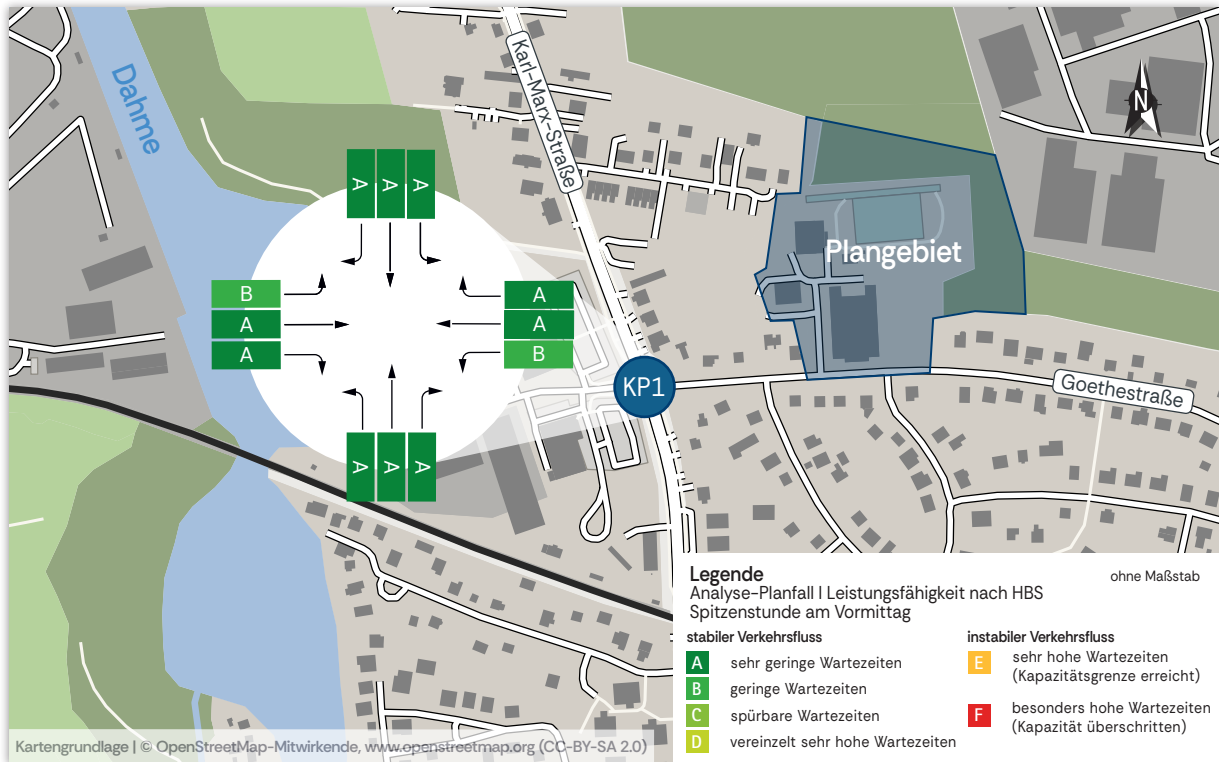 Dahme
Karl-Marx-Straße
N
Plangebiet
A A A
B
A
A
A
A
B
KP1
Goethestraße
A A A
Legende
ohne Maßstab
Analyse-Planfall I Leistungsfähigkeit nach HBS
Spitzenstunde am Vormittag
stabiler Verkehrsfluss
A sehr geringe Wartezeiten
B geringe Wartezeiten
C spürbare Wartezeiten
D vereinzelt sehr hohe Wartezeiten
instabiler Verkehrsfluss
E sehr hohe Wartezeiten
(Kapazitätsgrenze erreicht)
F besonders hohe Wartezeiten
(Kapazität überschritten)
Kartengrundlage | © OpenStreetMap-Mitwirkende, www.openstreetmap.org (CC-BY-SA 2.0)